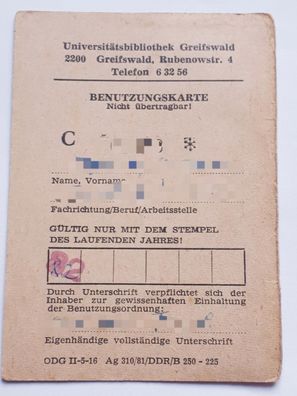 Universitätsbibliothek Greifswald
2200 Greifswald, Rubenowstr. 4
Telefon 6 32 56
BENUTZUNGSKARTE
Nicht übertragbar!
C
Name, Vorname
Fachrichtung/Beruf/Arbeitsstelle
GÜLTIG NUR MIT DEM STEMPEL
DES LAUFENDEN JAHRES!
82
Durch Unterschrift verpflichtet sich der
Inhaber zur gewissenhaften Einhaltung
der Benutzungsordnung:
Eigenhändige vollständige Unterschrift
ODG II-5-16 Ag 310/81/DDR/B 250 - 225